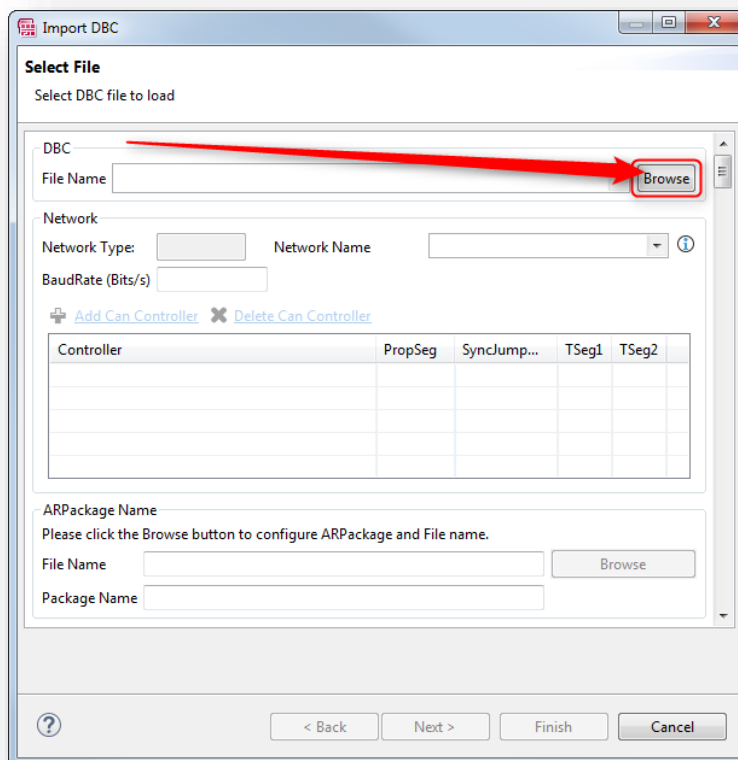 Import DBC
Select File
Select DBC file to load
DBC
File Name
Browse
Network
Network Type:
Network Name
BaudRate (Bits/s)
Add Can Controller
Delete Can Controller
Controller PropSeg SyncJump... TSeg1 TSeg2
ARPackage Name
Please click the Browse button to configure ARPackage and File name.
File Name
Browse
Package Name
< Back
Next >
Finish
Cancel